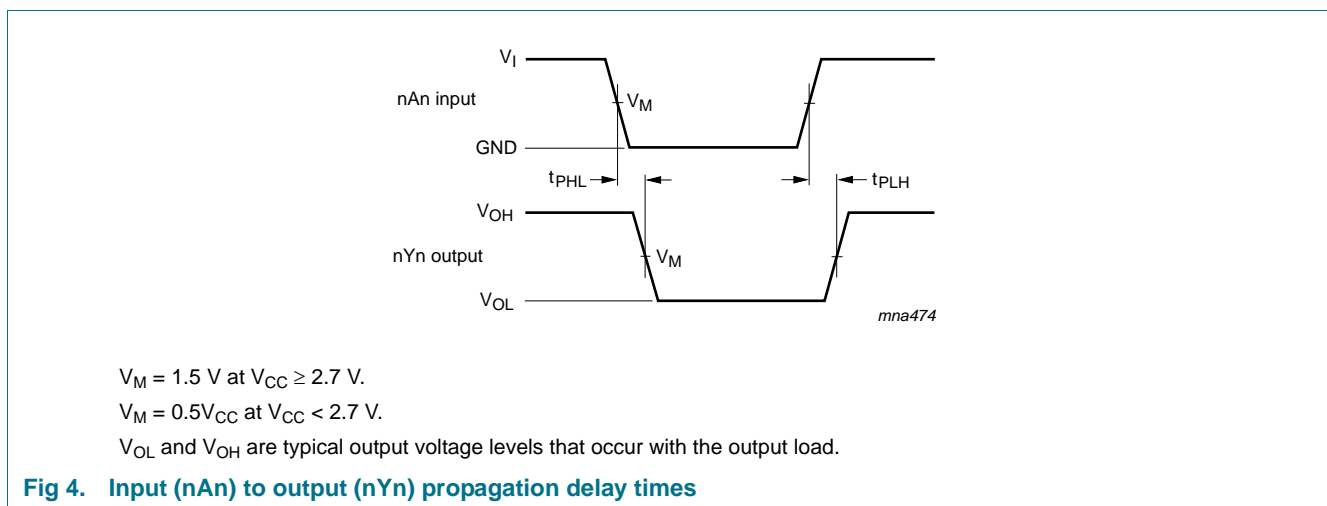 V_I
nAn input
V_M
GND
t_PHL
t_PLH
V_OH
nYn output
V_M
V_OL
mna474
V_M = 1.5 V at V_CC ≥ 2.7 V.
V_M = 0.5V_CC at V_CC < 2.7 V.
V_OL and V_OH are typical output voltage levels that occur with the output load.
Fig 4. Input (nAn) to output (nYn) propagation delay times